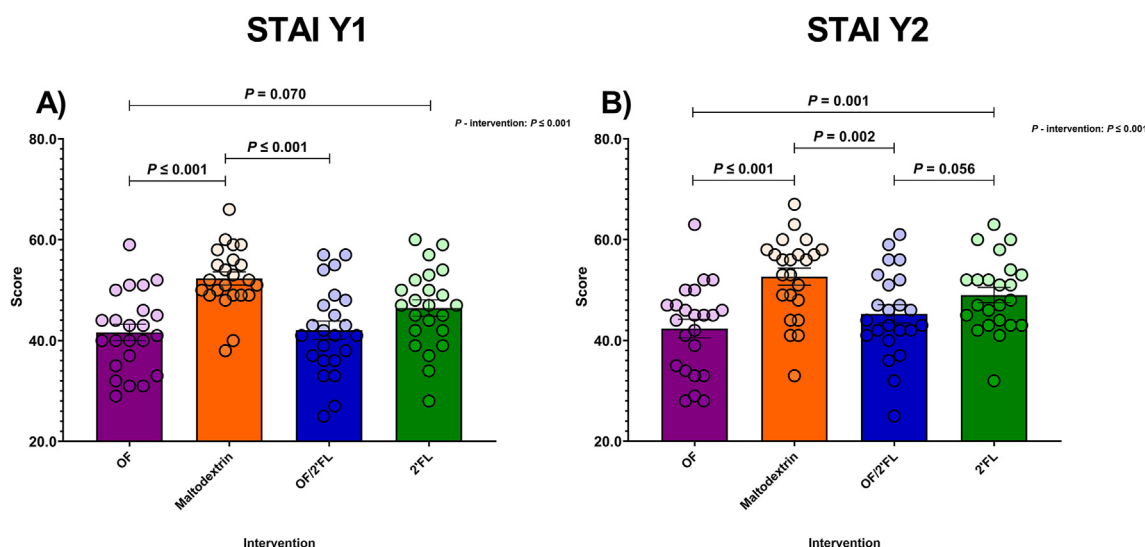 STAI Y1
A)
P = 0.070
P - intervention: P ≤ 0.001
P ≤ 0.001
P ≤ 0.001
80.0
60.0
40.0
20.0
Score
OF
Maltodextrin
OF/2'FL
2'FL
Intervention
STAI Y2
B)
P = 0.001
P - intervention: P ≤ 0.001
P = 0.002
P ≤ 0.001
P = 0.056
80.0
60.0
40.0
20.0
Score
OF
Maltodextrin
OF/2'FL
2'FL
Intervention